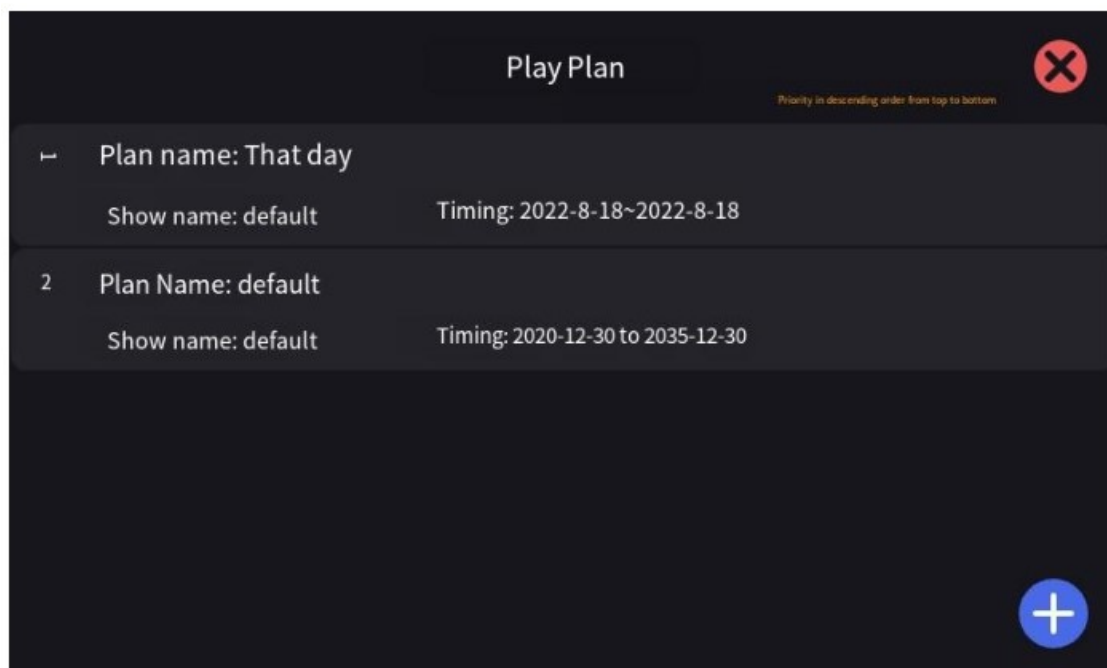 Play Plan
Priority in descending order from top to bottom
1 Plan name: That day
Show name: default Timing: 2022-8-18~2022-8-18
2 Plan Name: default
Show name: default Timing: 2020-12-30 to 2035-12-30